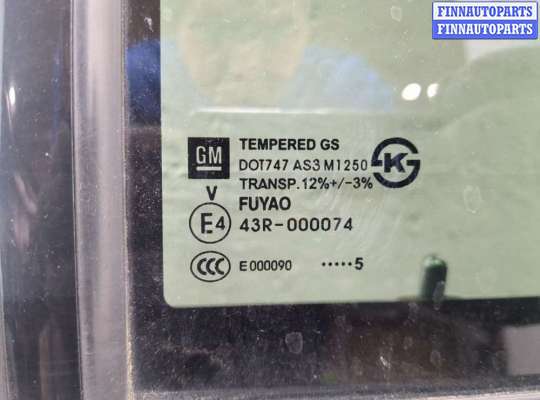 FINNAUTOPARTS
FINNAUTOPARTS
GM
TEMPERED GS
DOT747 AS3 M1250
TRANSP.12%+/-3%
V
FUYAO
E4 43R-000074
CCC E000090 •••••5
K